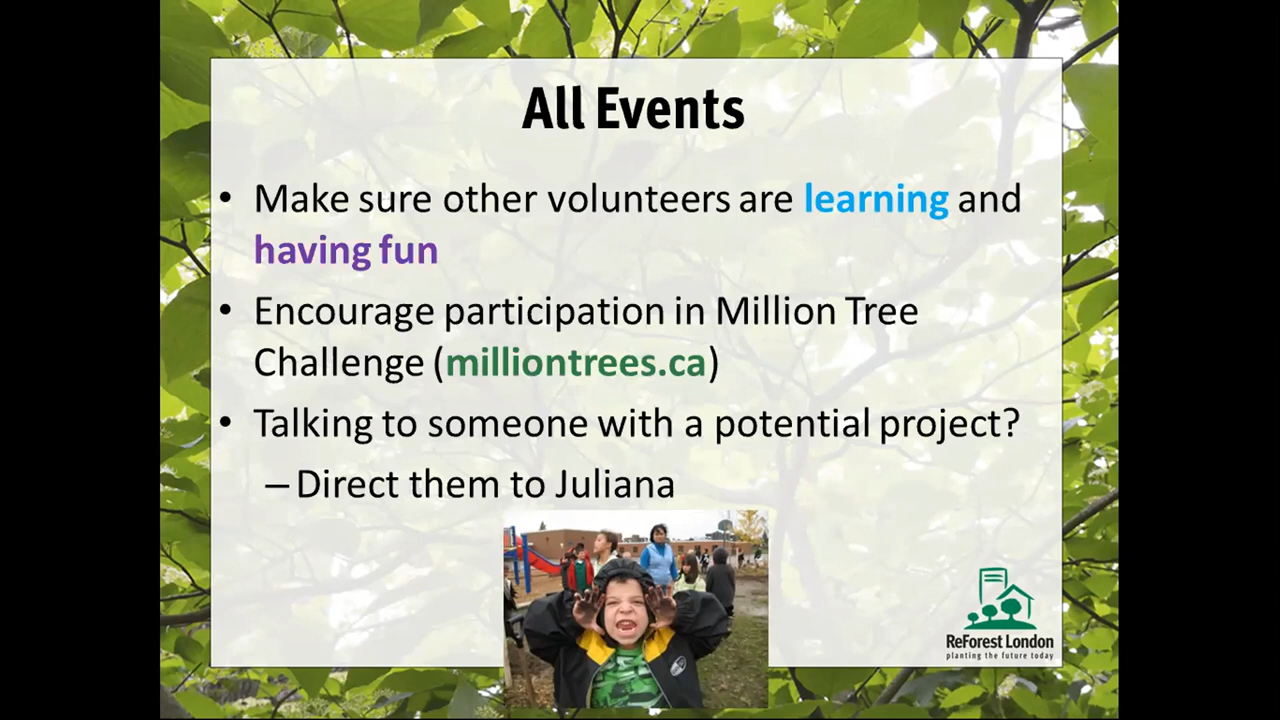 All Events
• Make sure other volunteers are learning and
having fun
• Encourage participation in Million Tree
Challenge (milliontrees.ca)
• Talking to someone with a potential project?
– Direct them to Juliana
ReForest London
planting the future today